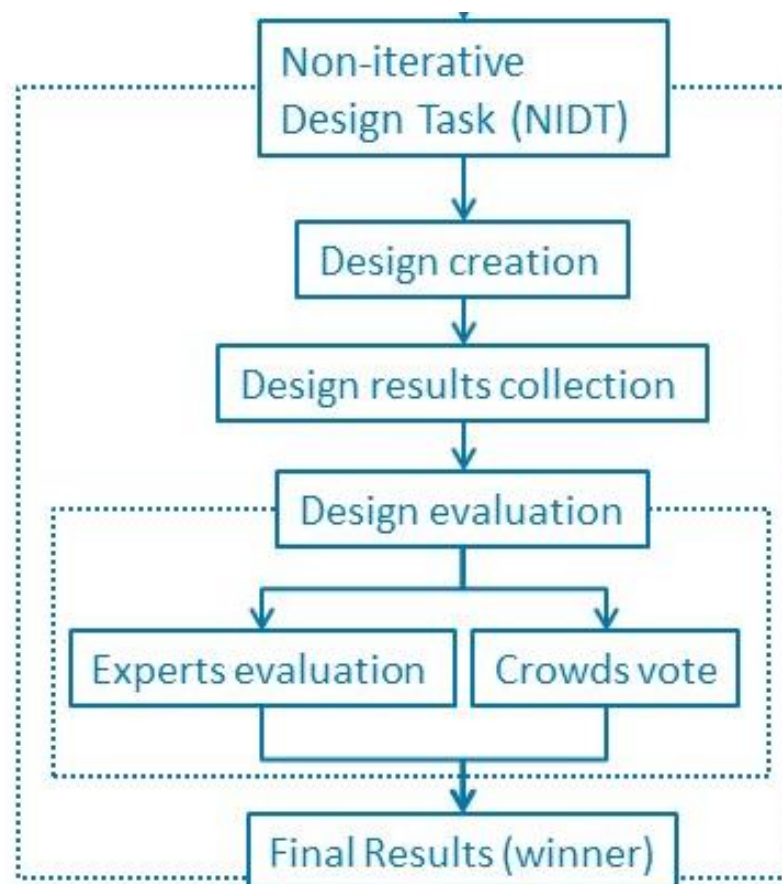 Non-iterative
Design Task (NIDT)
Design creation
Design results collection
Design evaluation
Experts evaluation
Crowds vote
Final Results (winner)